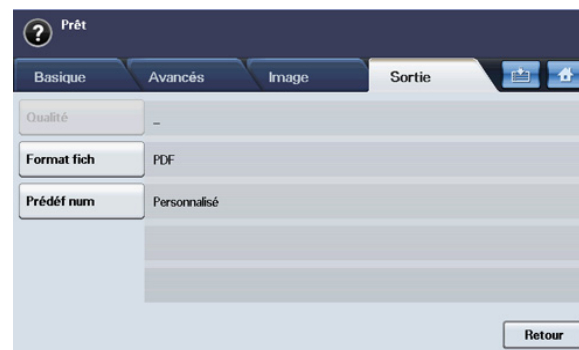 Prêt
Basique Avancés Image Sortie
Qualité –
Format fich PDF
Prédéf num Personnalisé
Retour